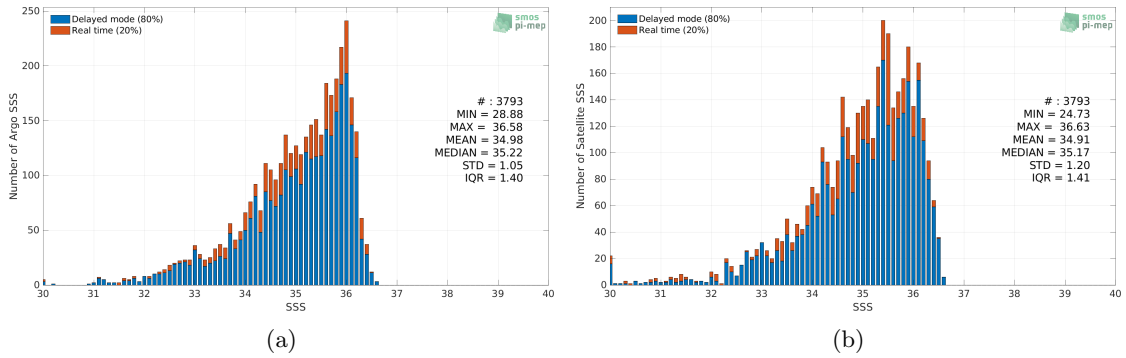 Delayed mode (80%)
Real time (20%)
smos
pi-mep
# : 3793
MIN = 28.88
MAX = 36.58
MEAN = 34.98
MEDIAN = 35.22
STD = 1.05
IQR = 1.40
Number of Argo SSS
250
200
150
100
50
0
30 31 32 33 34 35 36 37 38 39 40
SSS
(a)
Delayed mode (80%)
Real time (20%)
smos
pi-mep
# : 3793
MIN = 24.73
MAX = 36.63
MEAN = 34.91
MEDIAN = 35.17
STD = 1.20
IQR = 1.41
Number of Satellite SSS
200
180
160
140
120
100
80
60
40
20
0
30 31 32 33 34 35 36 37 38 39 40
SSS
(b)